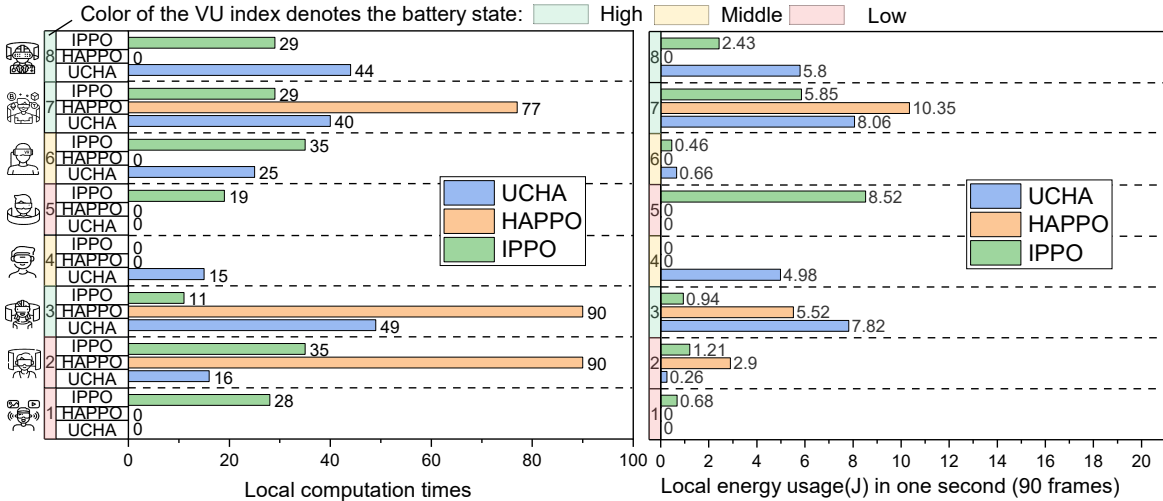 Color of the VU index denotes the battery state: High Middle Low
8 IPPO 29
HAPPO 0
UCHA 44
7 IPPO 29
HAPPO 77
UCHA 40
6 IPPO 35
HAPPO 0
UCHA 25
5 IPPO 19
HAPPO 0
UCHA 0
4 IPPO 0
HAPPO 0
UCHA 15
3 IPPO 11
HAPPO 90
UCHA 49
2 IPPO 35
HAPPO 90
UCHA 16
1 IPPO 28
HAPPO 0
UCHA 0
UCHA
HAPPO
IPPO
0 20 40 60 80 100
Local computation times
8 2.43
0
5.8
7 5.85
10.35
8.06
6 0.46
0
0.66
5 8.52
0
0
4 0
0
4.98
3 0.94
5.52
7.82
2 1.21
2.9
0.26
1 0.68
0
0
UCHA
HAPPO
IPPO
0 2 4 6 8 10 12 14 16 18 20
Local energy usage(J) in one second (90 frames)